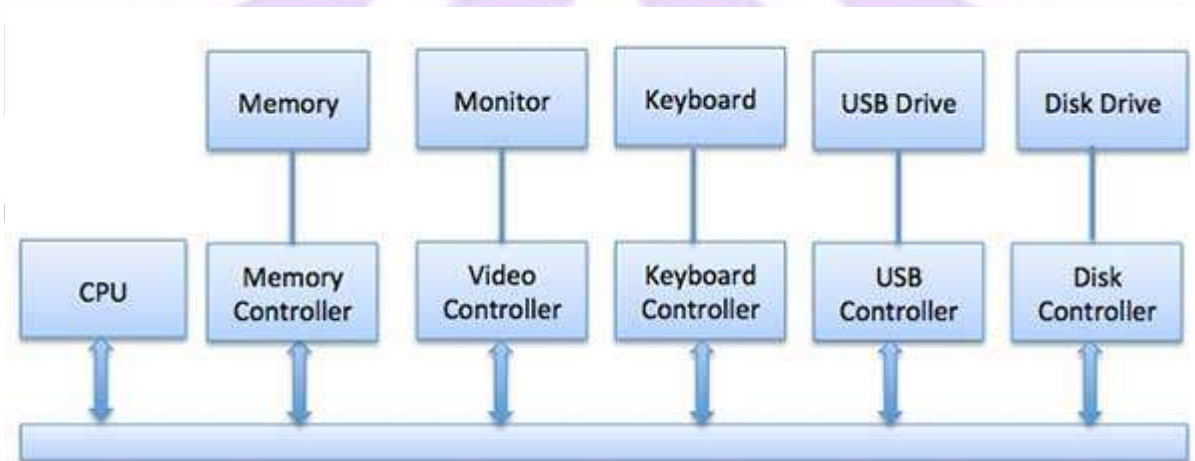 Memory
Monitor
Keyboard
USB Drive
Disk Drive
CPU
Memory
Controller
Video
Controller
Keyboard
Controller
USB
Controller
Disk
Controller